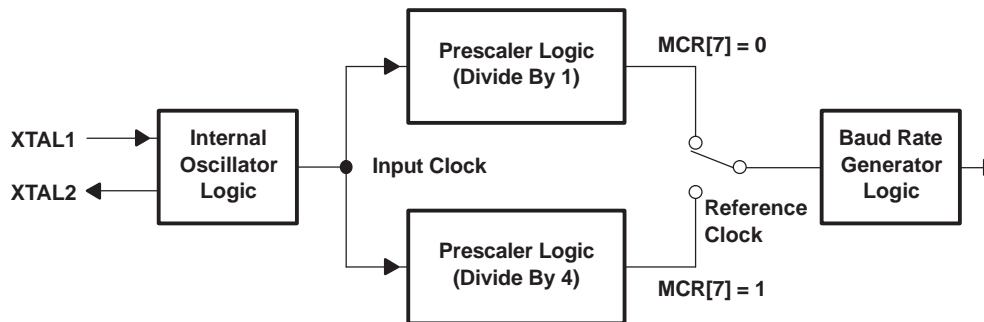 Prescaler Logic
(Divide By 1)
MCR[7] = 0
XTAL1
XTAL2
Internal
Oscillator
Logic
Input Clock
Baud Rate
Generator
Logic
Reference
Clock
Prescaler Logic
(Divide By 4)
MCR[7] = 1